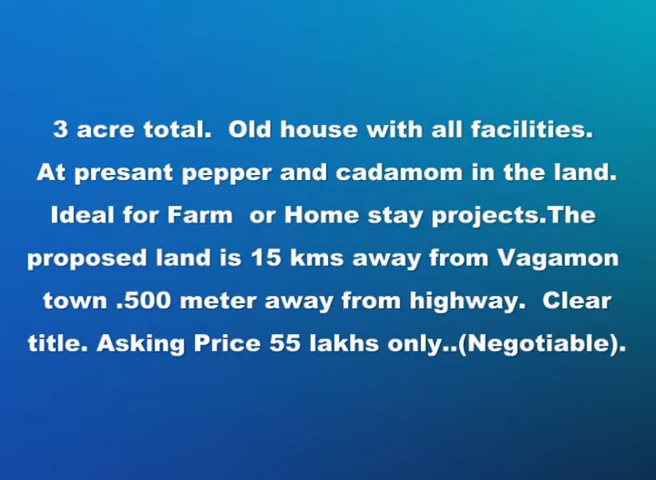 3 acre total.  Old house with all facilities.
At presant pepper and cadamom in the land.
Ideal for Farm  or Home stay projects.The
proposed land is 15 kms away from Vagamon
town .500 meter away from highway.  Clear
title. Asking Price 55 lakhs only..(Negotiable).